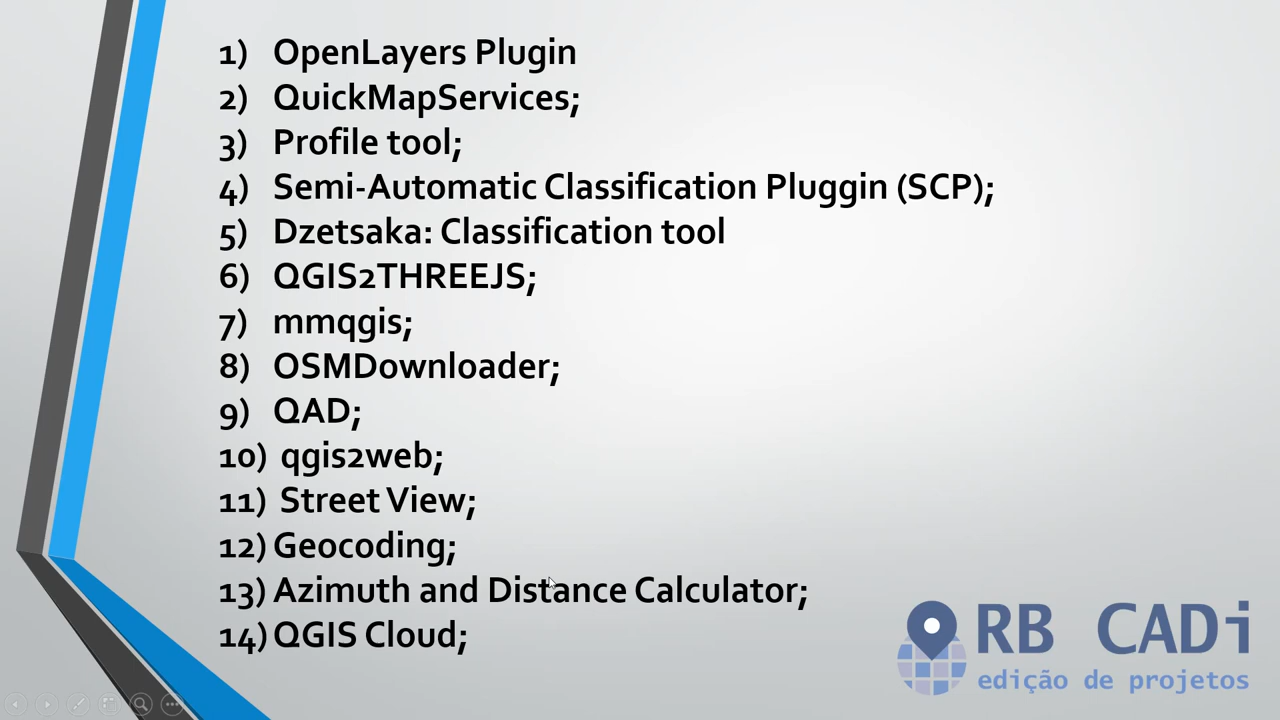 1) OpenLayers Plugin
2) QuickMapServices;
3) Profile tool;
4) Semi-Automatic Classification Pluggin (SCP);
5) Dzetsaka: Classification tool
6) QGIS2THREEJS;
7) mmqgis;
8) OSMDownloader;
9) QAD;
10) qgis2web;
11) Street View;
12) Geocoding;
13) Azimuth and Distance Calculator;
14) QGIS Cloud;
RB CADi
edição de projetos